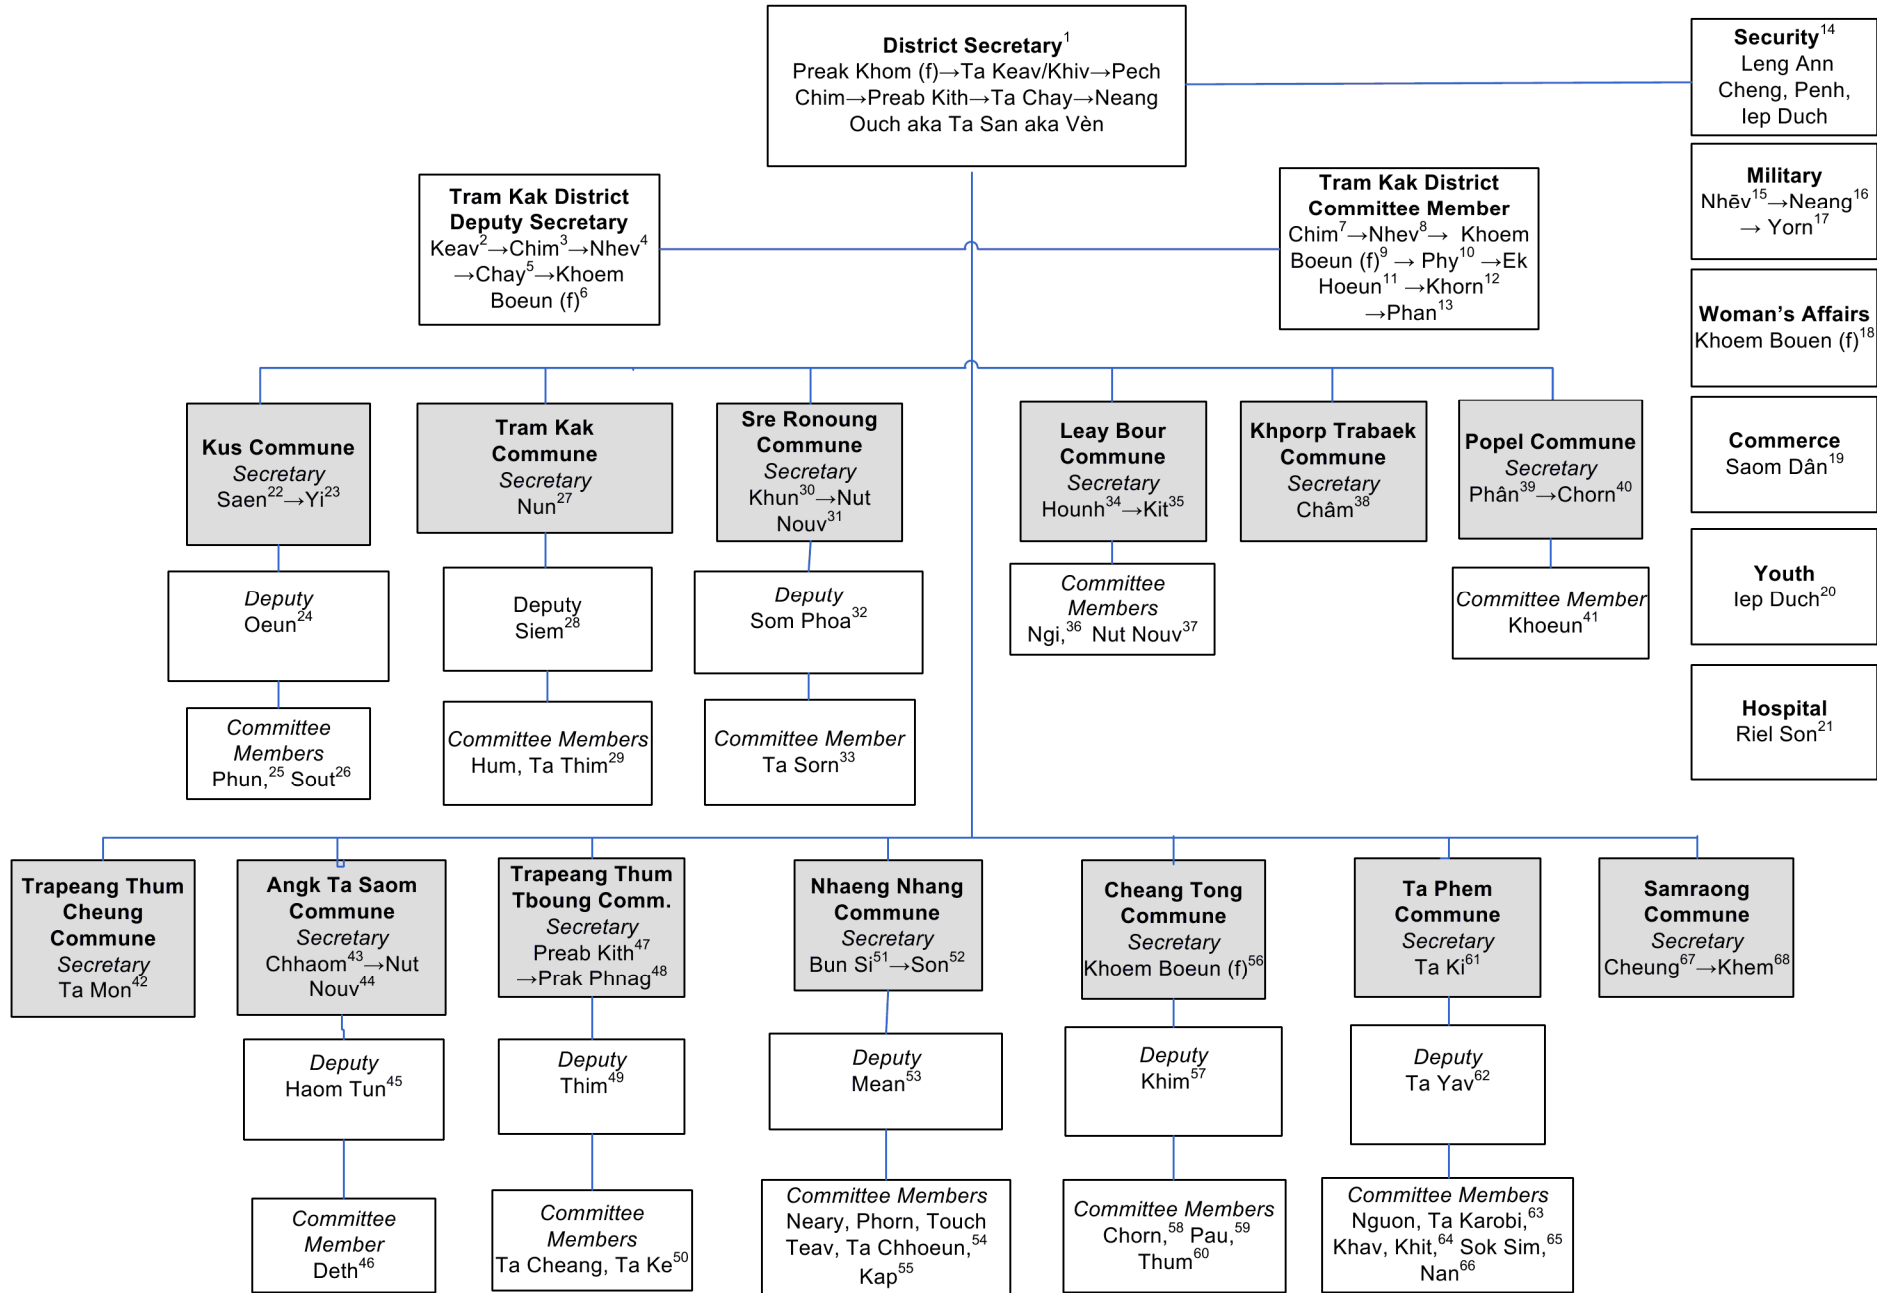 District Secretary1
Preak Khom (f)→Ta Keav/Khiv→Pech
Chim→Preab Kith→Ta Chay→Neang
Ouch aka Ta San aka Vèn
Security14
Leng Ann
Cheng, Penh,
Iep Duch
Tram Kak District
Deputy Secretary
Keav2→Chim3→Nhev4
→Chay5→Khoem
Boeun (f)6
Tram Kak District
Committee Member
Chim7→Nhev8→ Khoem
Boeun (f)9 → Phy10 →Ek
Hoeun11 →Khorn12
→Phan13
Military
Nhēv15→Neang16
→ Yorn17
Woman's Affairs
Khoem Bouen (f)18
Commerce
Saom Dân19
Youth
Iep Duch20
Hospital
Riel Son21
Kus Commune
Secretary
Saen22→Yi23
Deputy
Oeun24
Committee
Members
Phun,25 Sout26
Tram Kak
Commune
Secretary
Nun27
Deputy
Siem28
Committee Members
Hum, Ta Thim29
Sre Ronoung
Commune
Secretary
Khun30→Nut
Nouv31
Deputy
Som Phoa32
Committee Member
Ta Sorn33
Leay Bour
Commune
Secretary
Hounh34→Kit35
Committee
Members
Ngi,36 Nut Nouv37
Khporp Trabaek
Commune
Secretary
Châm38
Popel Commune
Secretary
Phân39→Chorn40
Committee Member
Khoeun41
Trapeang Thum
Cheung
Commune
Secretary
Ta Mon42
Angk Ta Saom
Commune
Secretary
Chhaom43→Nut
Nouv44
Deputy
Haom Tun45
Committee
Member
Deth46
Trapeang Thum
Tboung Comm.
Secretary
Preab Kith47
→Prak Phnag48
Deputy
Thim49
Committee
Members
Ta Cheang, Ta Ke50
Nhaeng Nhang
Commune
Secretary
Bun Si51→Son52
Deputy
Mean53
Committee Members
Neary, Phorn, Touch
Teav, Ta Chhoeun,54
Kap55
Cheang Tong
Commune
Secretary
Khoem Boeun (f)56
Deputy
Khim57
Committee Members
Chorn,58 Pau,59
Thum60
Ta Phem
Commune
Secretary
Ta Ki61
Deputy
Ta Yav62
Committee Members
Nguon, Ta Karobi,63
Khav, Khit,64 Sok Sim,65
Nan66
Samraong
Commune
Secretary
Cheung67→Khem68